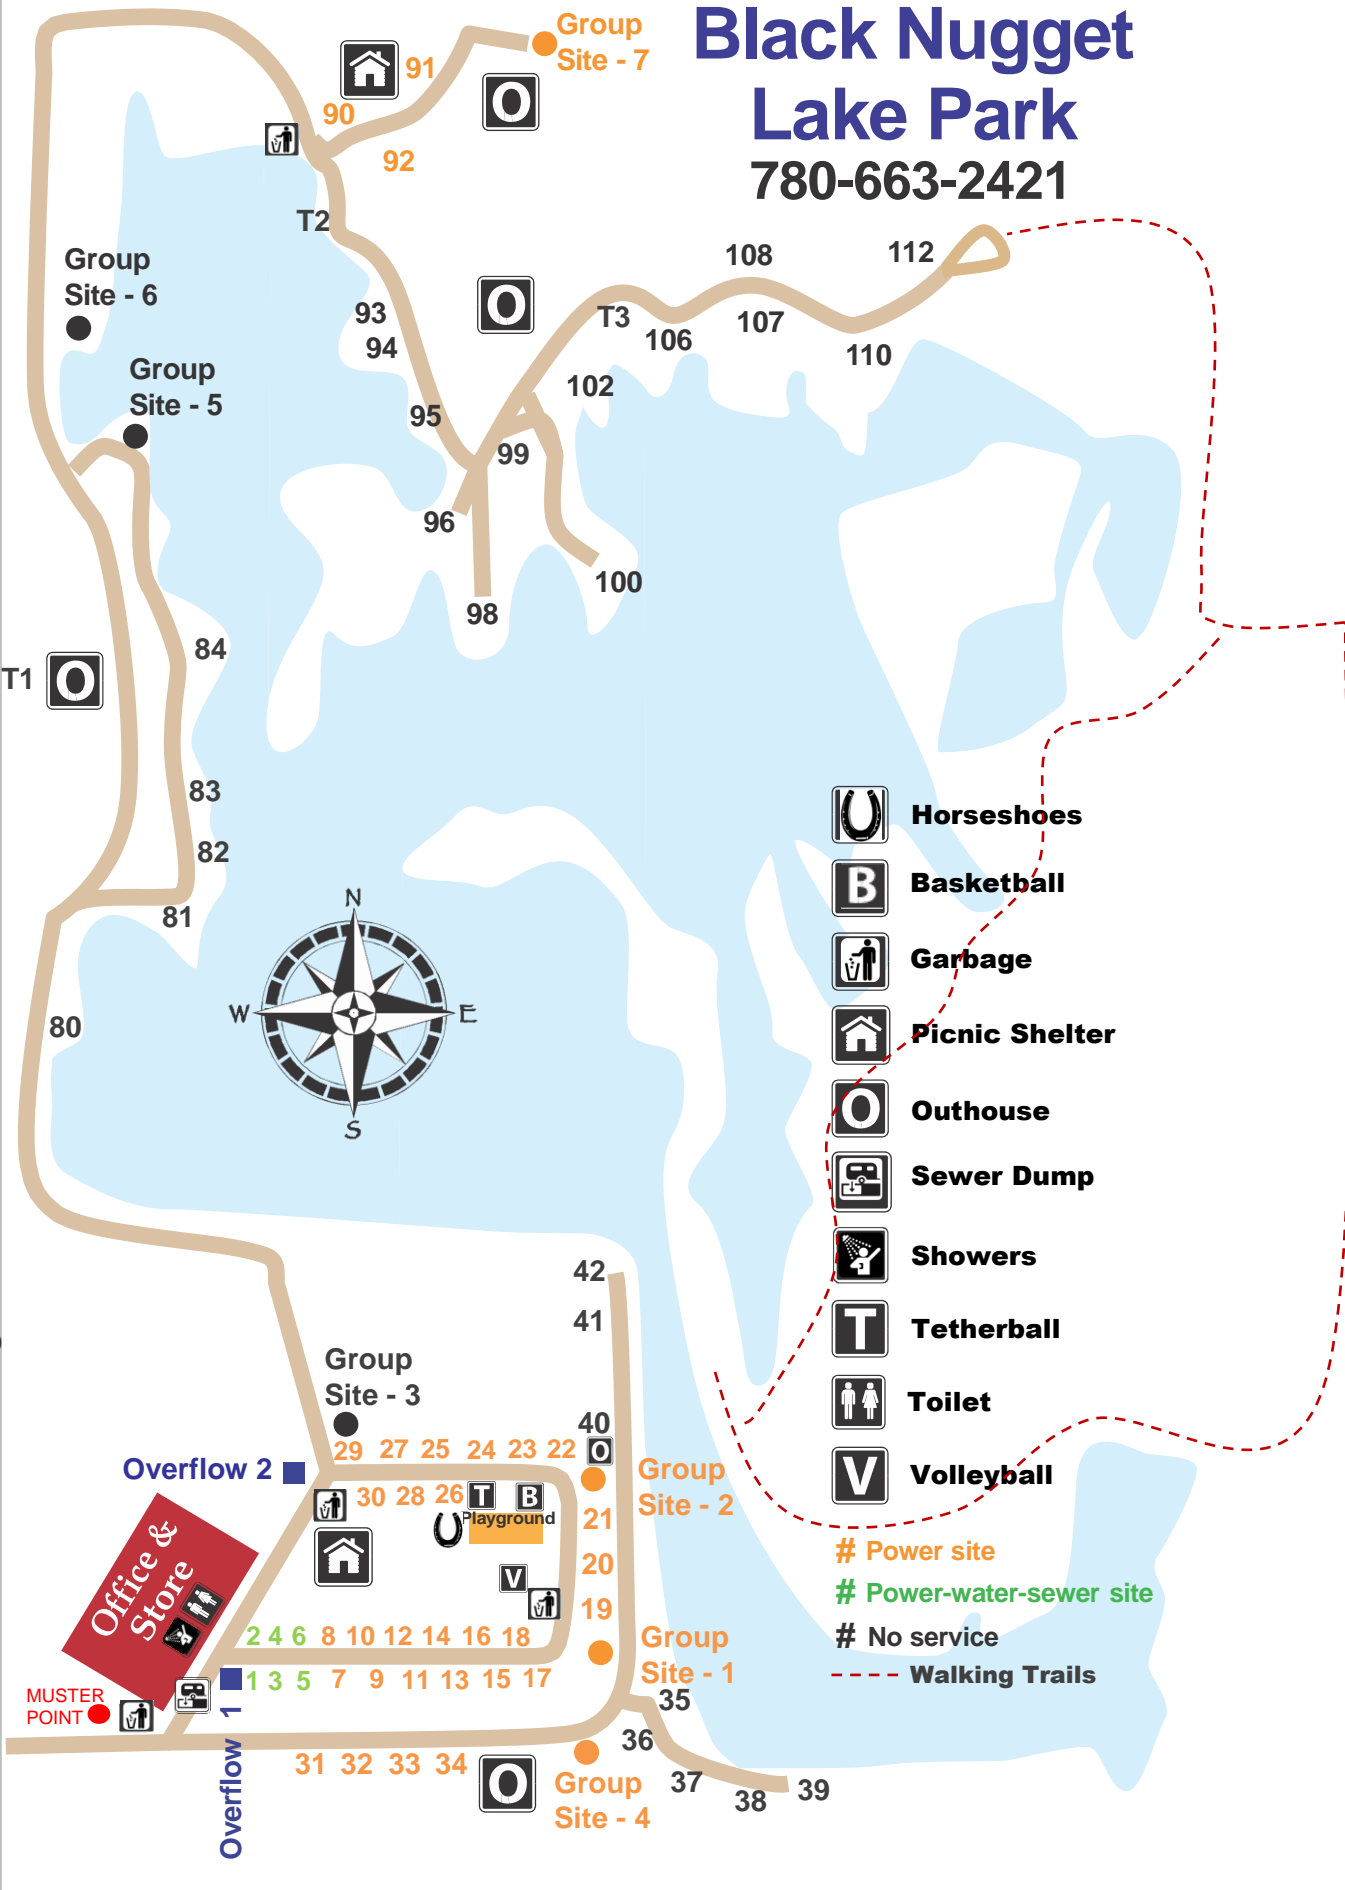 Black Nugget
Lake Park
780-663-2421
Group
Site - 7
91
90
92
O
T2
Group
Site - 6
108
112
O
93
T3
94
106
107
110
Group
Site - 5
102
95
99
96
100
98
84
T1
O
83
82
81
80
N
W
E
S
Horseshoes
B
Basketball
Garbage
Picnic Shelter
O
Outhouse
Sewer Dump
Showers
T
Tetherball
Toilet
V
Volleyball
# Power site
# Power-water-sewer site
# No service
Walking Trails
42
41
Group
Site - 3
40
29 27 25 24 23 22
O
Overflow 2
Group
Site - 2
30 28 26
T
B
Playground
21
Office &
Store
V
20
19
2 4 6 8 10 12 14 16 18
Group
Site - 1
1 3 5 7 9 11 13 15 17
MUSTER
POINT
Overflow 1
35
36
31 32 33 34
O
Group
Site - 4
37
38
39